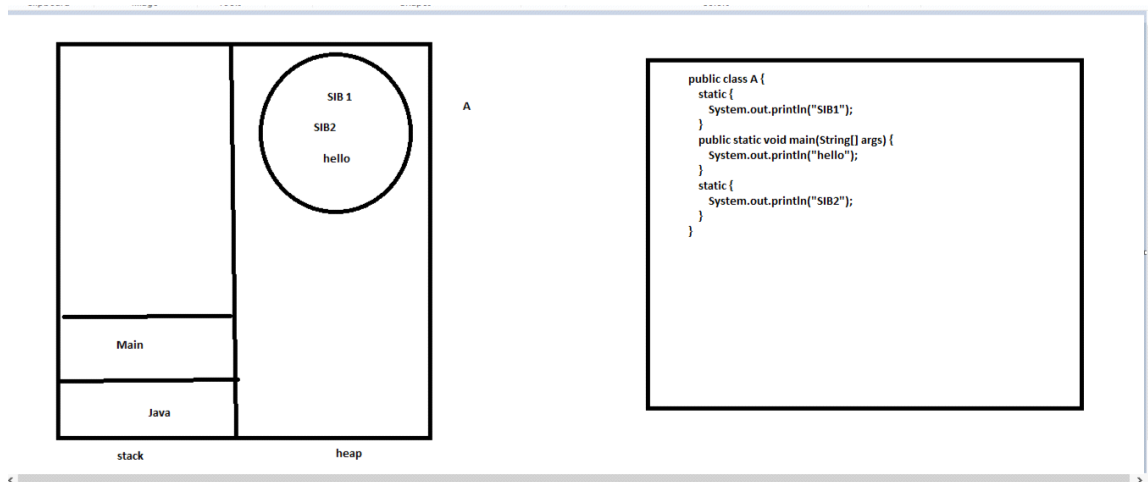 SIB 1
A
SIB2
hello
Main
Java
stack
heap
public class A {
static {
System.out.println("SIB1");
}
public static void main(String[] args) {
System.out.println("hello");
}
static {
System.out.println("SIB2");
}
}